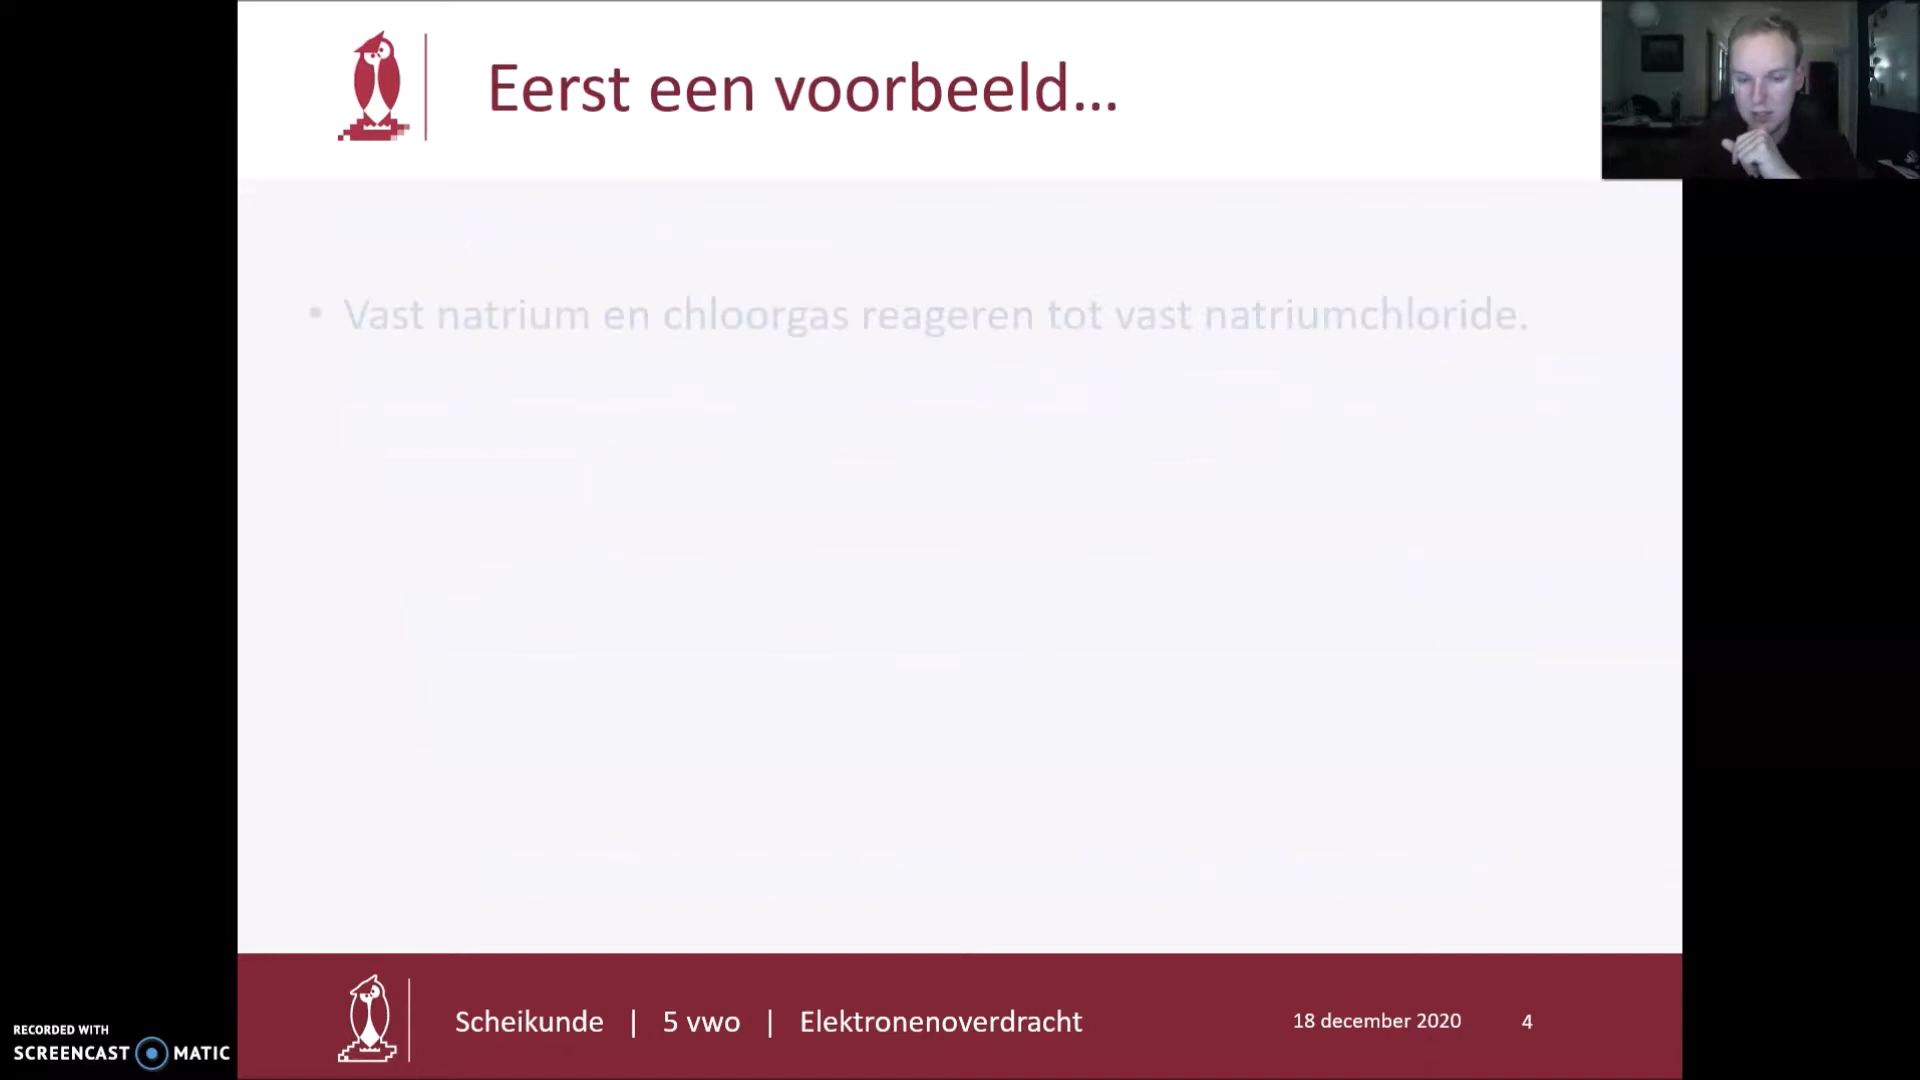 Eerst een voorbeeld...
• Vast natrium en chloorgas reageren tot vast natriumchloride.
Scheikunde | 5 vwo | Elektronenoverdracht
18 december 2020
4
RECORDED WITH
SCREENCAST MATIC